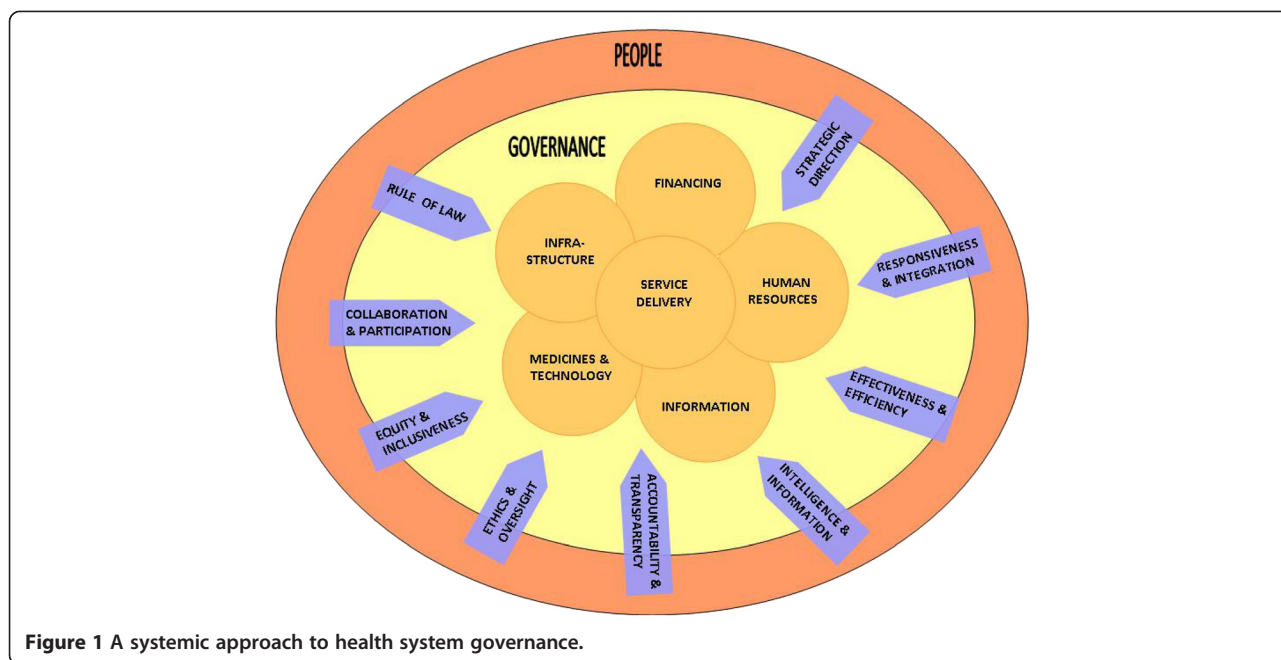 PEOPLE
GOVERNANCE
STRATEGIC
DIRECTION
RULE OF LAW
FINANCING
INFRA-
STRUCTURE
RESPONSIVENESS
& INTEGRATION
SERVICE
DELIVERY
HUMAN
RESOURCES
COLLABORATION
& PARTICIPATION
MEDICINES &
TECHNOLOGY
INFORMATION
EFFECTIVENESS &
EFFICIENCY
EQUITY &
INCLUSIVENESS
ETHICS &
OVERSIGHT
ACCOUNTABILITY &
TRANSPARENCY
INTELLIGENCE &
INFORMATION
Figure 1 A systemic approach to health system governance.